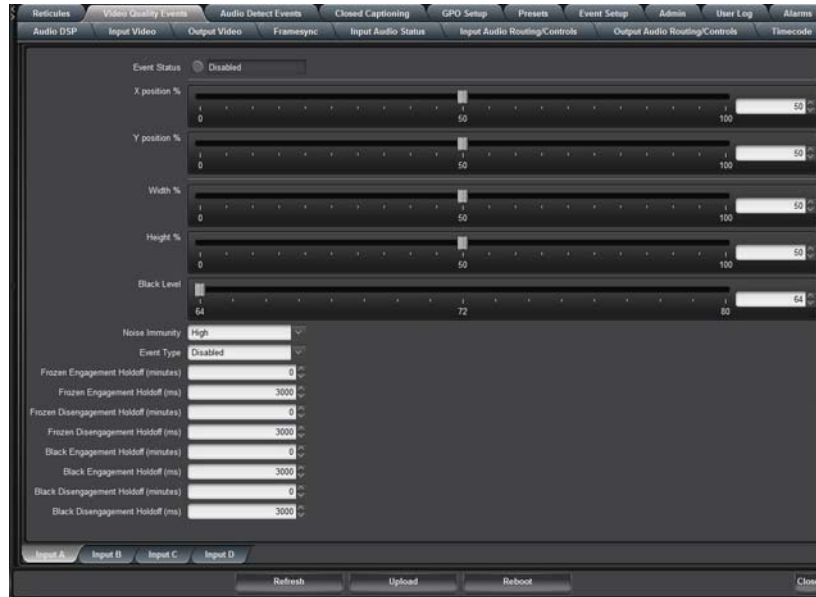 Reticules Video Quality Events Audio Detect Events Closed Captioning GPO Setup Presets Event Setup Admin User Log Alarms
Audio DSP Input Video Output Video Framesync Input Audio Status Input Audio Routing/Controls Output Audio Routing/Controls Timecode
Event Status Disabled
X position %
0 50 100 50
Y position %
0 50 100 50
Width %
0 50 100 50
Height %
0 50 100 50
Black Level
64 72 80 64
Noise Immunity High
Event Type Disabled
Frozen Engagement Holdoff (minutes) 0
Frozen Engagement Holdoff (ms) 3000
Frozen Disengagement Holdoff (minutes) 0
Frozen Disengagement Holdoff (ms) 3000
Black Engagement Holdoff (minutes) 0
Black Engagement Holdoff (ms) 3000
Black Disengagement Holdoff (minutes) 0
Black Disengagement Holdoff (ms) 3000
Input A Input B Input C Input D
Refresh Upload Reboot Close